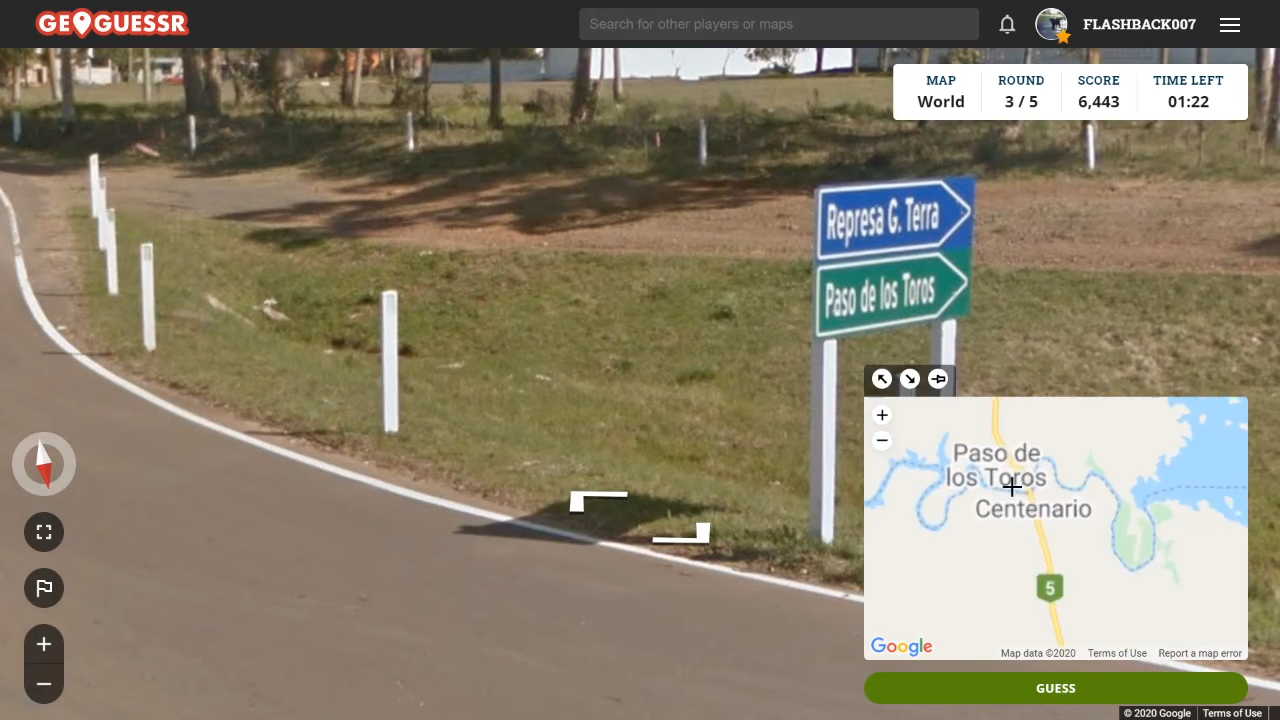 GEOGUESSR
Search for other players or maps
FLASHBACK007
MAP ROUND SCORE TIME LEFT
World 3 / 5 6,443 01:22
Represa G. Terra
Paso de los Toros
Paso de
los Toros
Centenario
5
Google
Map data ©2020 Terms of Use Report a map error
GUESS
© 2020 Google Terms of Use